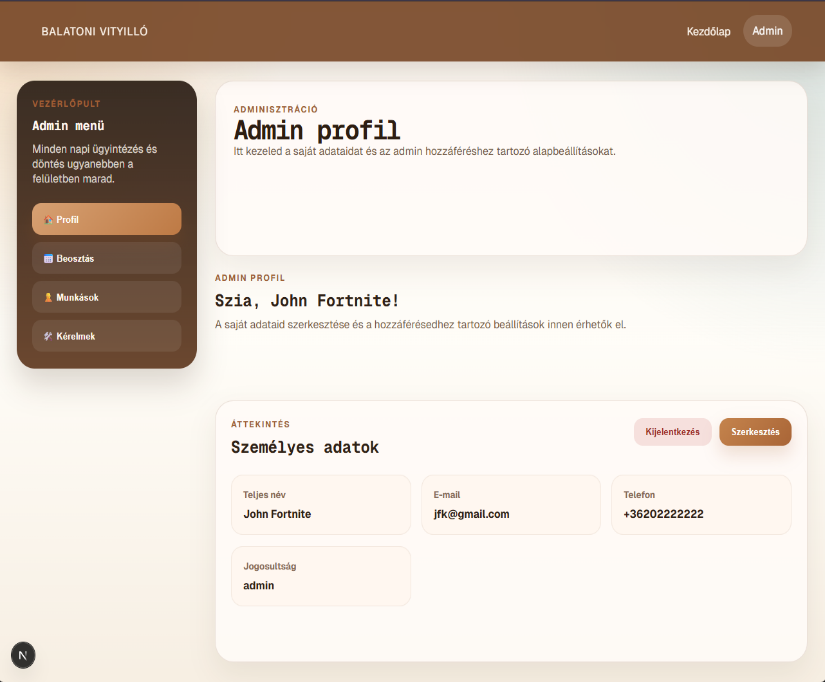 BALATONI VITYILLÓ
Kezdőlap
Admin
VEZÉRLŐPULT
Admin menü
Minden napi ügyintézés és
döntés ugyanebben a
felületben marad.
Profil
Beosztás
Munkások
Kérelmek
ADMINISZTRÁCIÓ
Admin profil
Itt kezeled a saját adataidat és az admin hozzáféréshez tartozó alapbeállításokat.
ADMIN PROFIL
Szia, John Fortnite!
A saját adataid szerkesztése és a hozzáférésedhez tartozó beállítások innen érhetők el.
ÁTTEKINTÉS
Személyes adatok
Kijelentkezés
Szerkesztés
Teljes név
John Fortnite
E-mail
jfk@gmail.com
Telefon
+36202222222
Jogosultság
admin
N